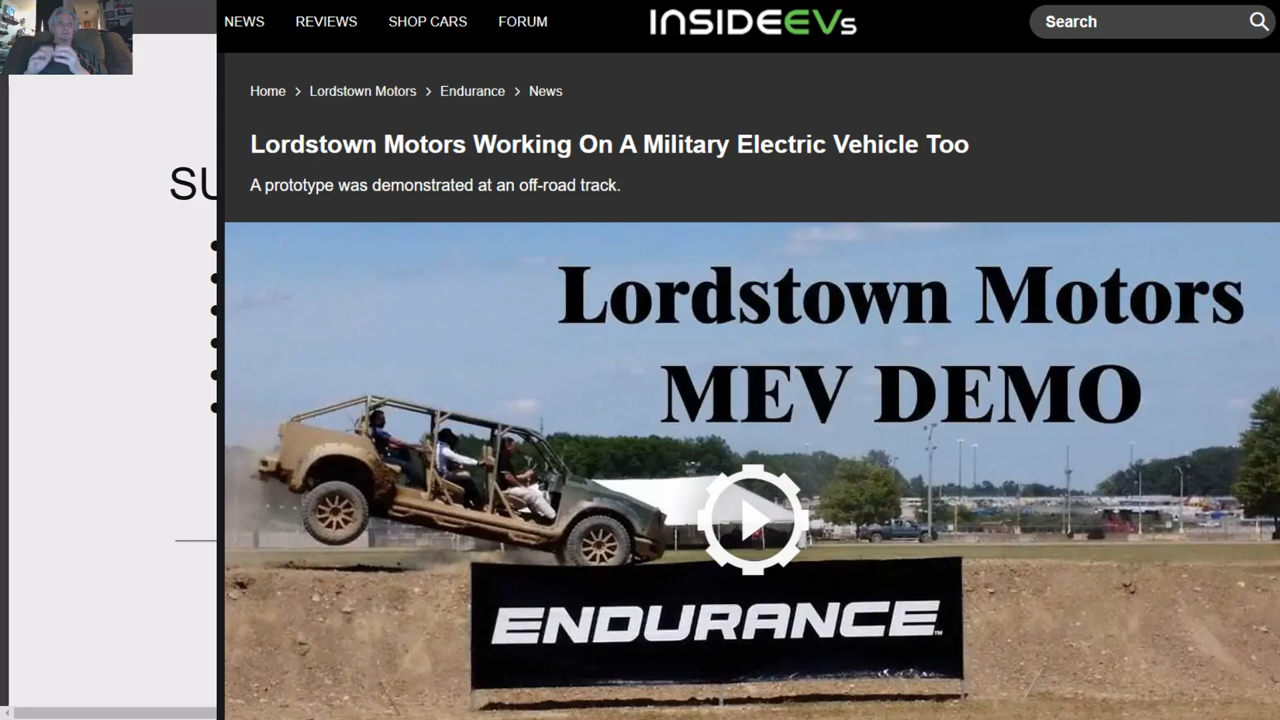 NEWS REVIEWS SHOP CARS FORUM INSIDEEVs Search
Home > Lordstown Motors > Endurance > News
Lordstown Motors Working On A Military Electric Vehicle Too
A prototype was demonstrated at an off-road track.
SU
Lordstown Motors
MEV DEMO
ENDURANCE